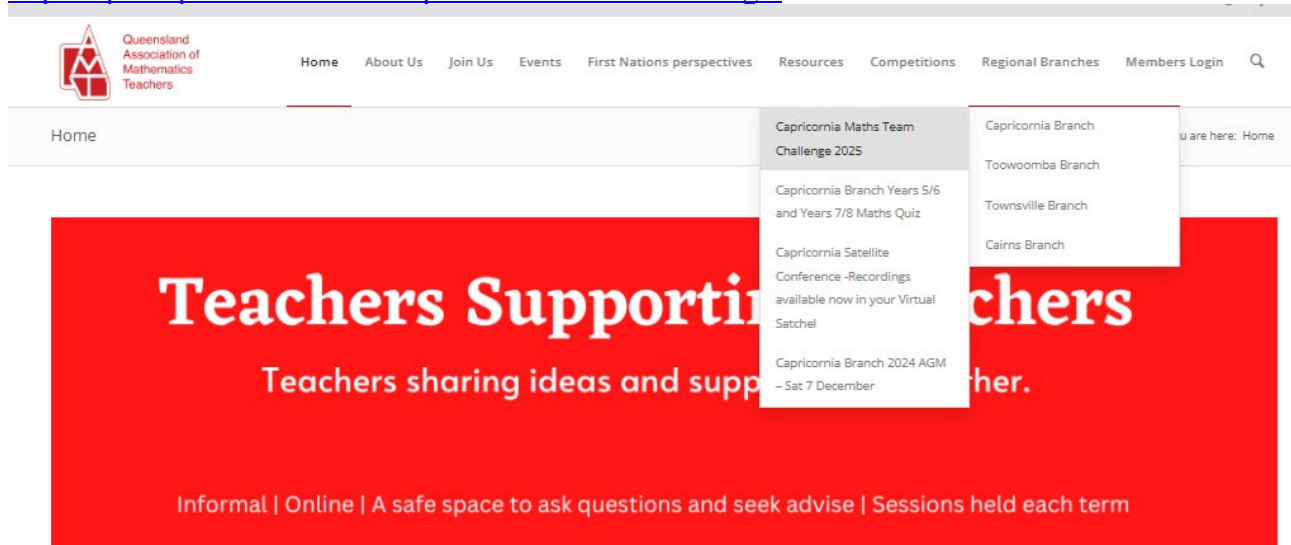 Queensland
Association of
Mathematics
Teachers
Home About Us Join Us Events First Nations perspectives Resources Competitions Regional Branches Members Login
Home
u are here: Home
Capricornia Maths Team
Challenge 2025
Capricornia Branch Years 5/6
and Years 7/8 Maths Quiz
Capricornia Satellite
Conference -Recordings
available now in your Virtual
Satchel
Capricornia Branch 2024 AGM
– Sat 7 December
Capricornia Branch
Toowoomba Branch
Townsville Branch
Cairns Branch
Teachers Supporti chers
Teachers sharing ideas and supp her.
Informal | Online | A safe space to ask questions and seek advise | Sessions held each term